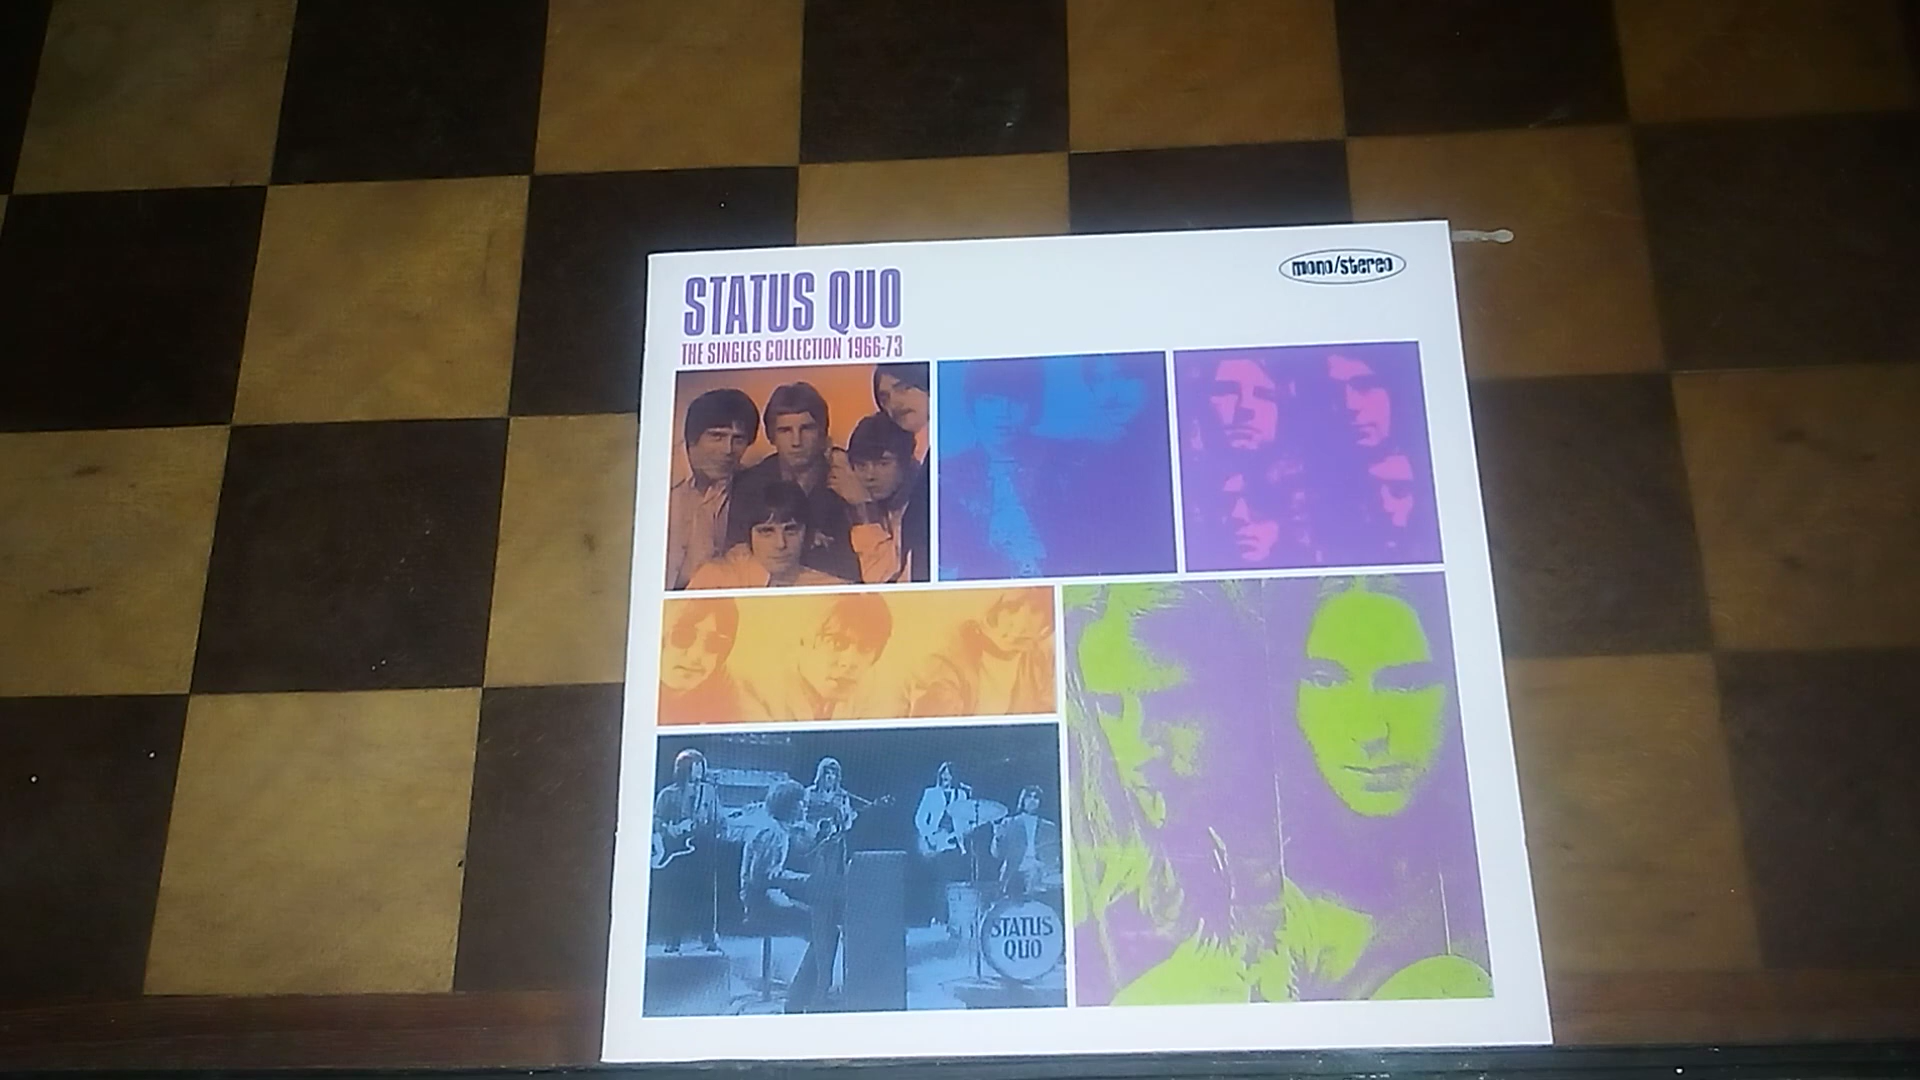 STATUS QUO
THE SINGLES COLLECTION 1966-73
mono/stereo
STATUS
QUO